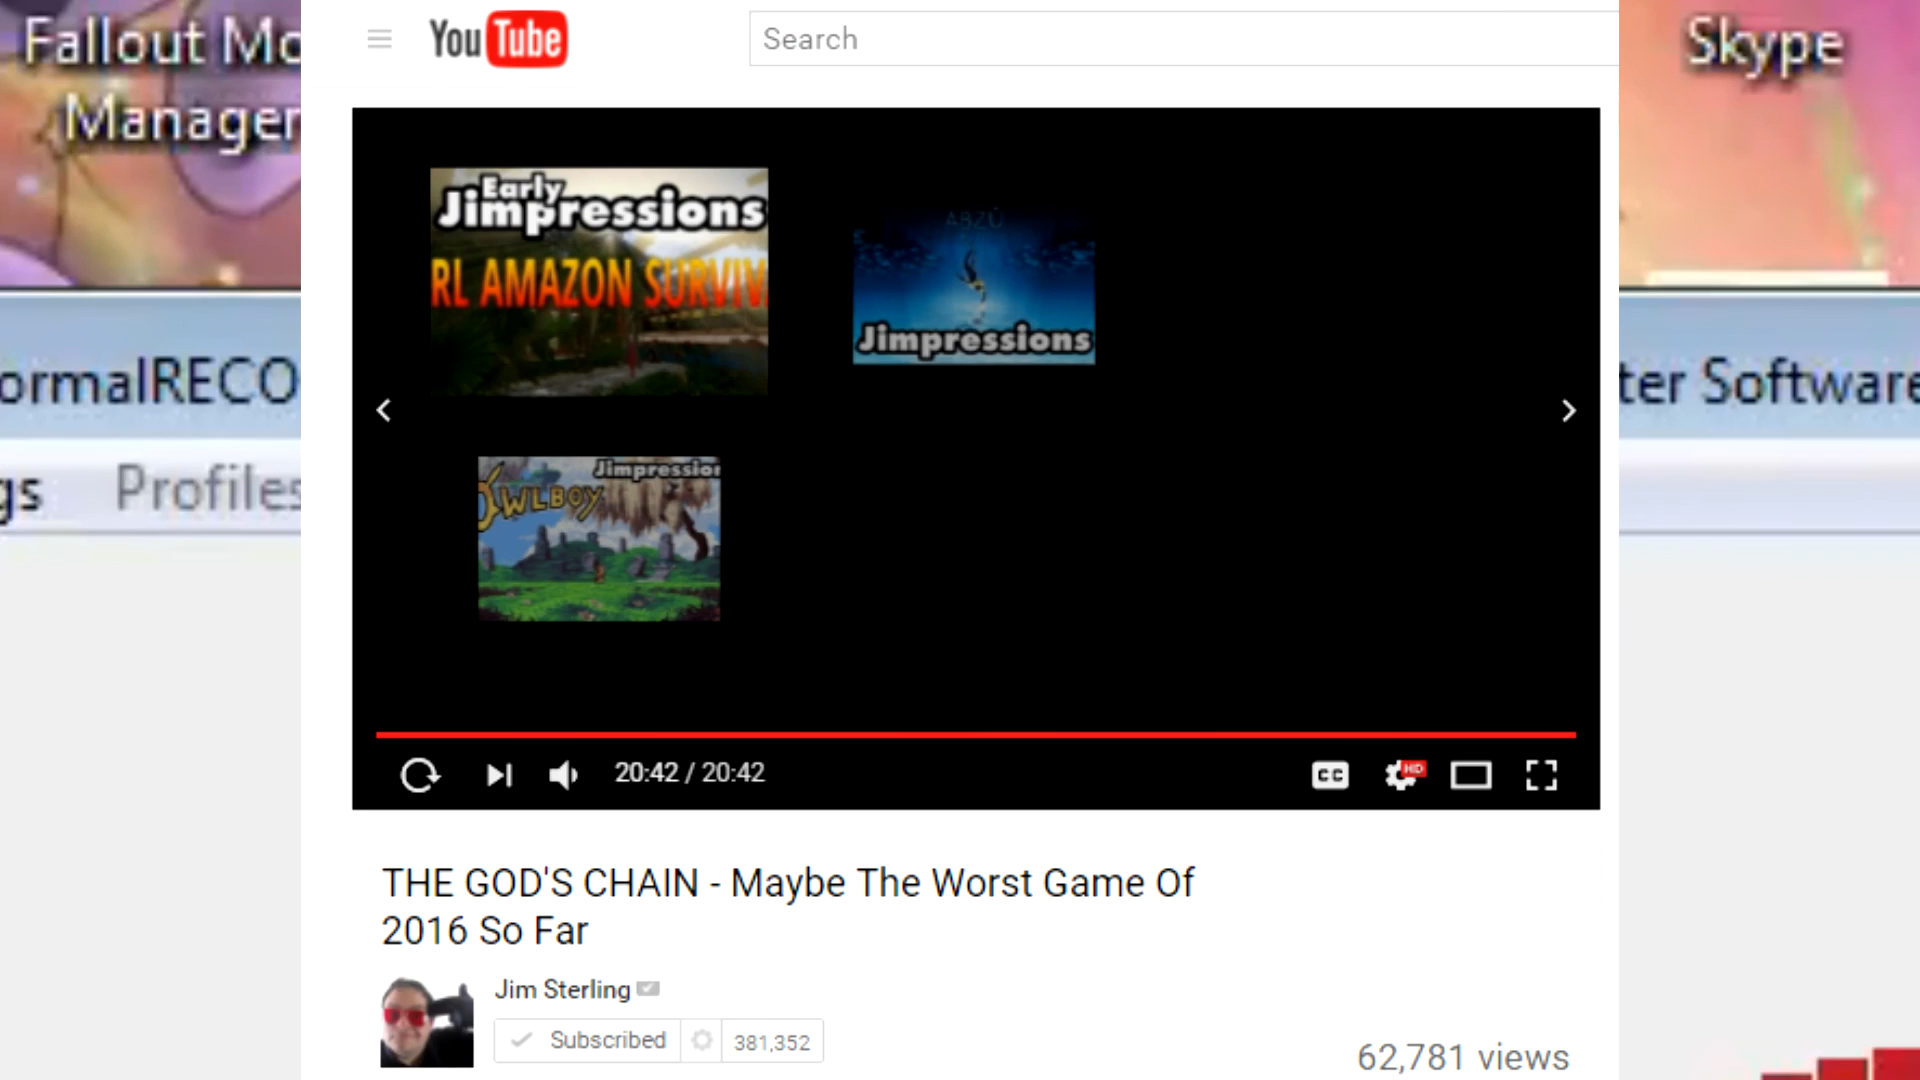 Fallout Mo
Manager
YouTube
Search
Skype
Early
Jimpressions
RL AMAZON SURVIV
ABZÛ
Jimpressions
ormalRECO
ter Software
gs Profiles
Jimpression
OWLBOY
20:42 / 20:42
CC
HD
THE GOD'S CHAIN - Maybe The Worst Game Of
2016 So Far
Jim Sterling
Subscribed
381,352
62,781 views